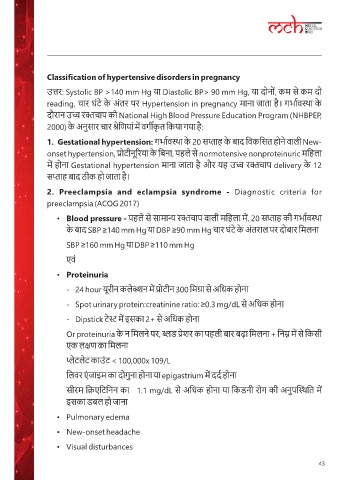 mch
Classification of hypertensive disorders in pregnancy
उत्तर: Systolic BP >140 mm Hg या Diastolic BP> 90 mm Hg, या दोनों, कम से कम दो
reading, चार घंटे के अंतर पर Hypertension in pregnancy माना जाता है। गर्भावस्था के
दौरान उच्च रक्तचाप को National High Blood Pressure Education Program (NHBPEP,
2000) के अनुसार चार श्रेणियां में वर्गीकृत किया गया है:
1. Gestational hypertension: गर्भावस्था के 20 सप्ताह के बाद विकसित होने वाली New-
onset hypertension, प्रोटीनूरिया के बिना, पहले से normotensive nonproteinuric महिला
में होना Gestational hypertension माना जाता है और यह उच्च रक्तचाप delivery के 12
सप्ताह बाद ठीक हो जाता है।
2. Preeclampsia and eclampsia syndrome - Diagnostic criteria for
preeclampsia (ACOG 2017)
• Blood pressure - पहले से सामान्य रक्तचाप वाली महिला में, 20 सप्ताह की गर्भावस्था
के बाद SBP ≥140 mm Hg या DBP ≥90 mm Hg चार घंटे के अंतराल पर दोबार मिलना
SBP ≥160 mm Hg या DBP ≥110 mm Hg
एवं
• Proteinuria
- 24 hour यूरीन कलेक्शन में प्रोटीन 300 मिग्रा से अधिक होना
- Spot urinary protein:creatinine ratio: ≥0.3 mg/dL से अधिक होना
- Dipstick टेस्ट में इसका 2+ से अधिक होना
Or proteinuria के न मिलने पर, ब्लड प्रेशर का पहली बार बढ़ा मिलना + निम्न में से किसी
एक लक्षण का मिलना
प्लेटलेट काउंट < 100,000x 109/L
लिवर एंजाइम का दोगुना होना या epigastrium में दर्द होना
सीरम क्रिएटिनिन का 1.1 mg/dL से अधिक होना या किडनी रोग की अनुपस्थिति में
इसका डबल हो जाना
• Pulmonary edema
• New-onset headache
• Visual disturbances
43